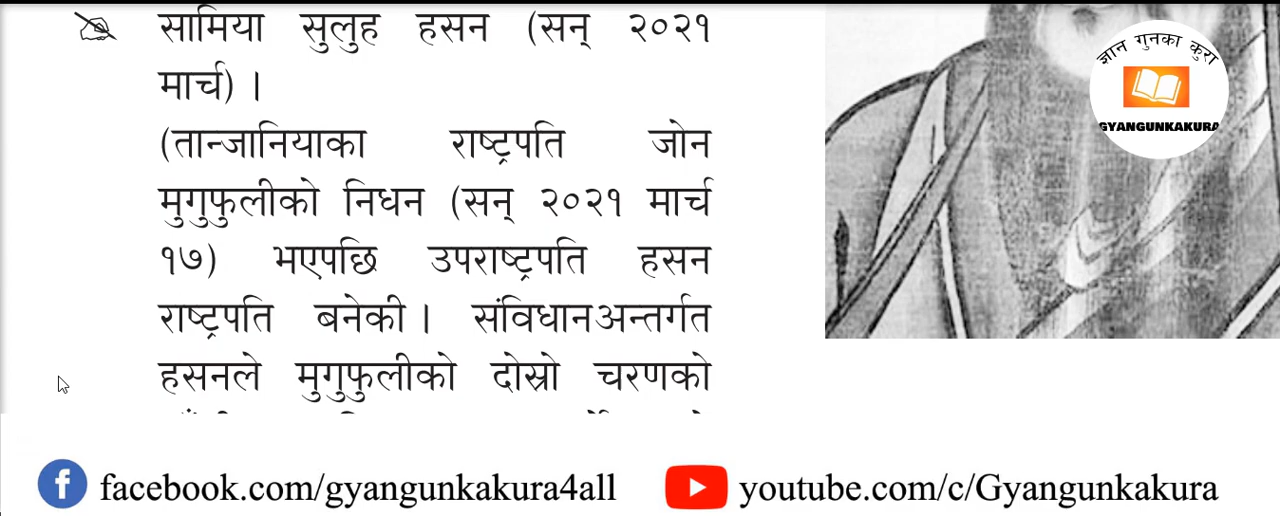 सामिया सुलुह हसन (सन् २०२१
मार्च) ।
(तान्जानियाका राष्ट्रपति जोन
मुगुफुलीको निधन (सन् २०२१ मार्च
१७) भएपछि उपराष्ट्रपति हसन
राष्ट्रपति बनेकी । संविधानअन्तर्गत
हसनले मुगुफुलीको दोस्रो चरणको
ज्ञान गुनका कुरा
GYANGUNKAKURA
facebook.com/gyangunkakura4all
youtube.com/c/Gyangunkakura